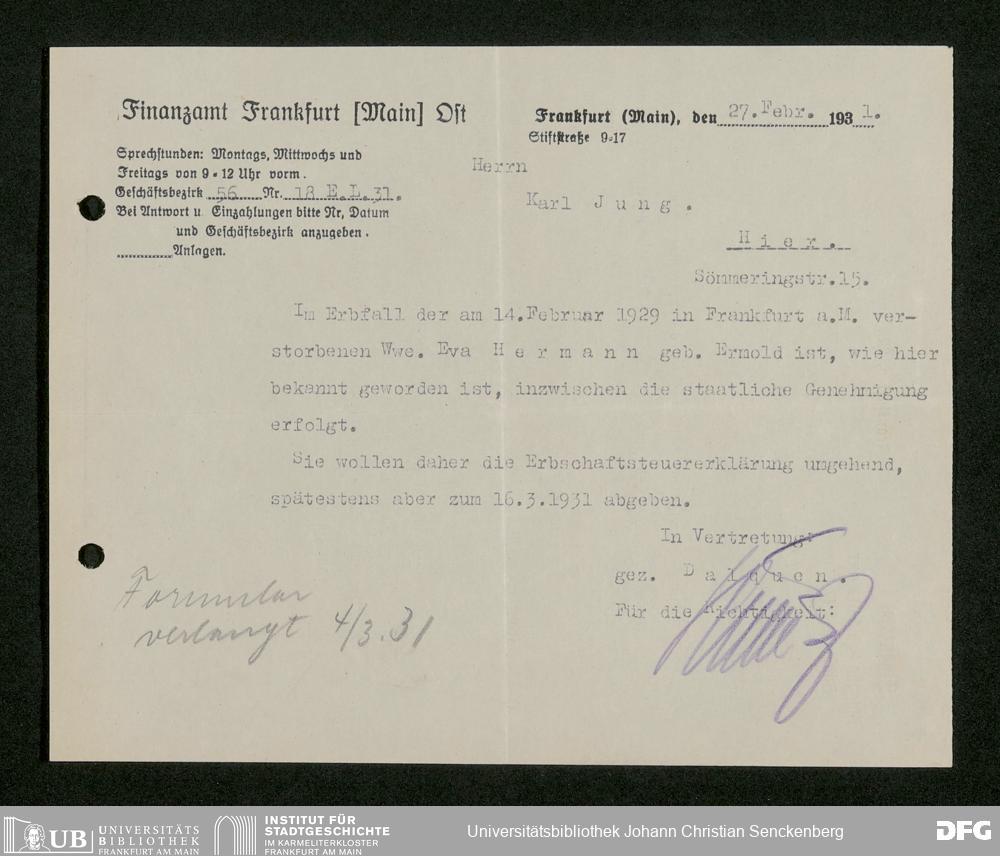 Finanzamt Frankfurt [Main] Ost
Sprechstunden: Montags, Mittwochs und
Freitags von 9-12 Uhr vorm.
Geschäftsbezirk 56 Nr. 18 E.L.31.
Bei Antwort u. Einzahlungen bitte Nr, Datum
und Geschäftsbezirk anzugeben.
Anlagen.
Frankfurt (Main), den 27.Febr. 1931.
Stiftstraße 9-17
Herrn
Karl Jung.
Hier.
Sömmeringstr.15.
Im Erbfall der am 14.Februar 1929 in Frankfurt a.M. ver-
storbenen Wwe. Eva Hermann geb. Ermold ist, wie hier
bekannt geworden ist, inzwischen die staatliche Genehmigung
erfolgt.
Sie wollen daher die Erbschaftsteuererklärung umgehend,
spätestens aber zum 16.3.1931 abgeben.
In Vertretung:
gez. Dalquen.
Für die Richtigkeit:
Formular
verlangt 4/3.31
UB UNIVERSITÄTS
BIBLIOTHEK
FRANKFURT AM MAIN
INSTITUT FÜR
STADTGESCHICHTE
IM KARMELITERKLOSTER
FRANKFURT AM MAIN
Universitätsbibliothek Johann Christian Senckenberg
DFG